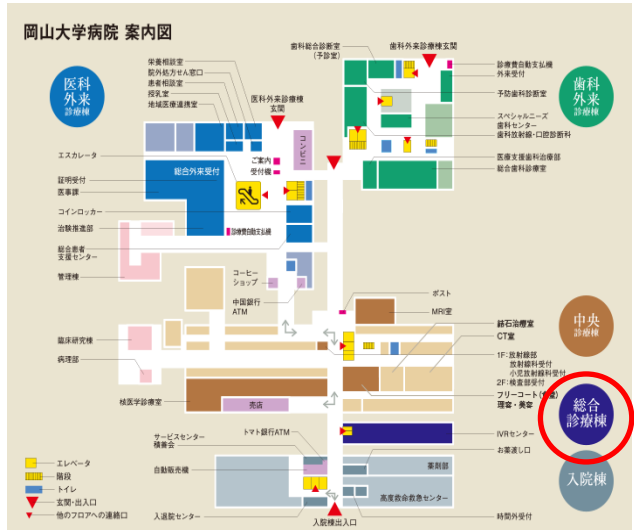 岡山大学病院 案内図
医科
外来
診療棟
栄養相談室
院外処方せん窓口
患者相談室
授乳室
地域医療連携室
医科外来診療棟
玄関
歯科総合診断室
(予診室)
歯科外来診療棟玄関
診療費自動支払機
外来受付
予防歯科診断室
スペシャルニーズ
歯科センター
歯科放射線・口腔診断科
医療支援歯科治療部
総合歯科診療室
歯科
外来
診療棟
エスカレータ
証明受付
医事課
コインロッカー
治験推進部
総合患者
支援センター
管理棟
総合外来受付
コンビニ
ご案内
受付機
診療費自動支払機
コーヒー
ショップ
中国銀行
ATM
臨床研究棟
病理部
核医学診療室
売店
ポスト
MRI室
結石治療室
CT室
1F:放射線部
放射線科受付
小児放射線科受付
2F:検査部受付
フリーコート(食堂)
理容・美容
中央
診療棟
総合
診療棟
IVRセンター
お薬渡し口
入院棟
サービスセンター
積善会
トマト銀行ATM
自動販売機
入退院センター
薬剤部
高度救命救急センター
時間外受付
入院棟出入口
エレベータ
階段
トイレ
玄関・出入口
他のフロアへの連絡口